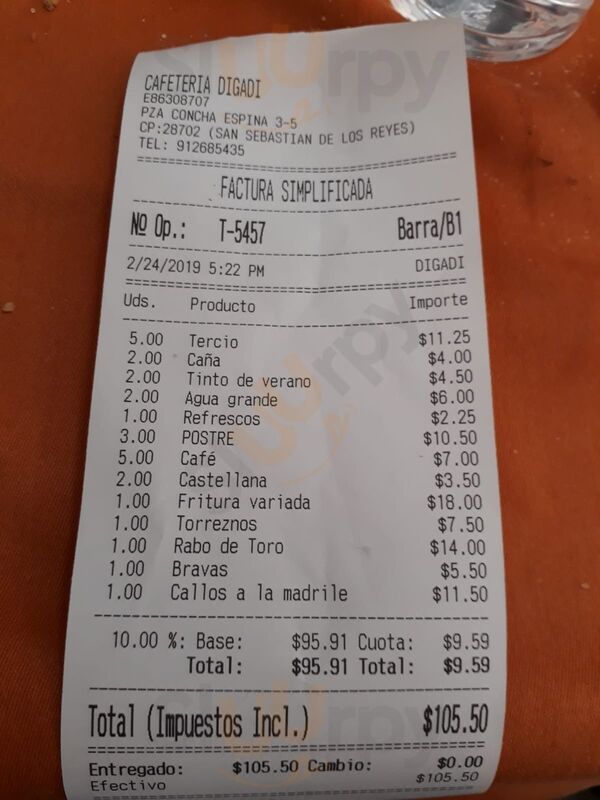 CAFETERIA DIGADI
E86308707
PZA CONCHA ESPINA 3-5
CP:28702 (SAN SEBASTIAN DE LOS REYES)
TEL: 912685435
FACTURA SIMPLIFICADA
Nº Op.: T-5457 Barra/B1
2/24/2019 5:22 PM DIGADI
Uds. Producto Importe
5.00 Tercio $11.25
2.00 Caña $4.00
2.00 Tinto de verano $4.50
2.00 Agua grande $6.00
1.00 Refrescos $2.25
3.00 POSTRE $10.50
5.00 Café $7.00
2.00 Castellana $3.50
1.00 Fritura variada $18.00
1.00 Torreznos $7.50
1.00 Rabo de Toro $14.00
1.00 Bravas $5.50
1.00 Callos a la madrile $11.50
10.00 %: Base: $95.91 Cuota: $9.59
Total: $95.91 Total: $9.59
Total (Impuestos Incl.) $105.50
Entregado: $105.50 Cambio: $0.00
Efectivo $105.50